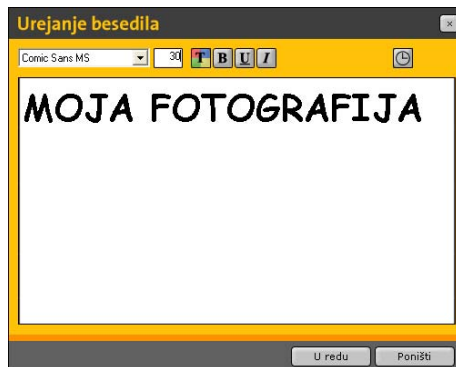 Urejanje besedila
Comic Sans MS 30 T B U I
MOJA FOTOGRAFIJA
U redu Poništi